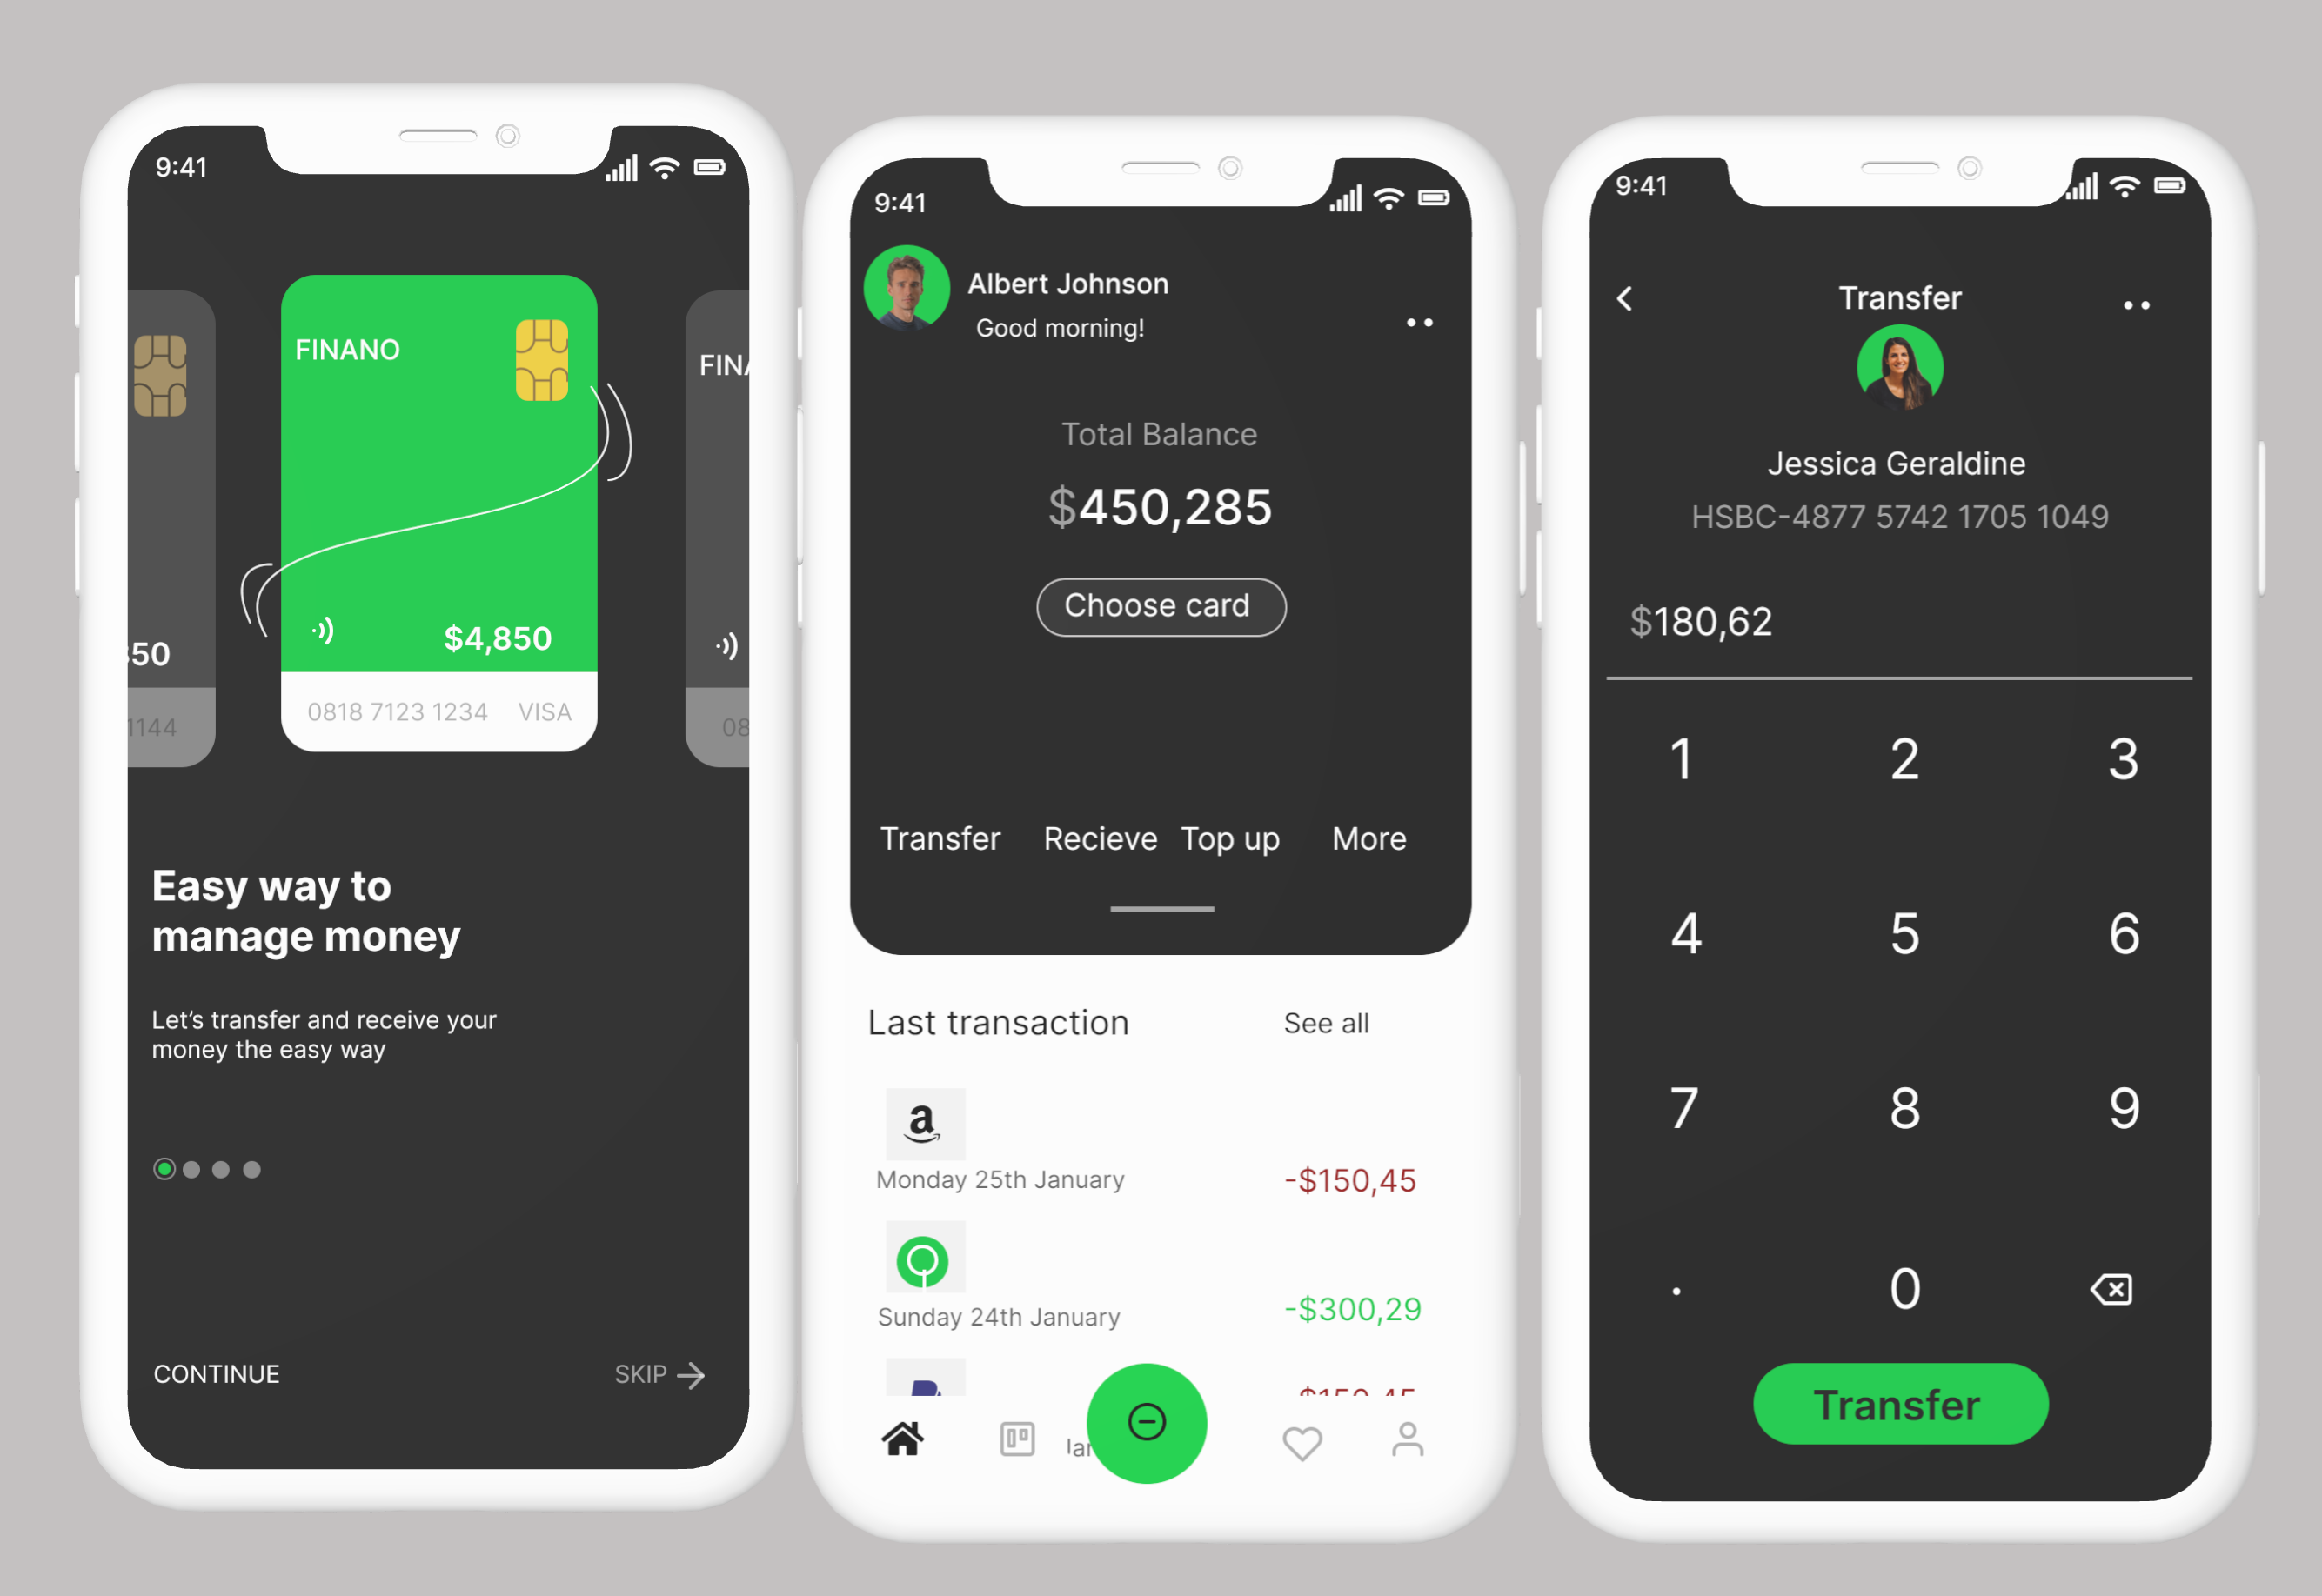 9:41
FINANO
FINA
$4,850
50
0818 7123 1234 VISA
1144
08
Easy way to
manage money
Let's transfer and receive your
money the easy way
CONTINUE
SKIP
9:41
Albert Johnson
Good morning!
Total Balance
$450,285
Choose card
Transfer Recieve Top up More
Last transaction See all
a
Monday 25th January -$150,45
Sunday 24th January -$300,29
-$150,45
9:41
Transfer
Jessica Geraldine
HSBC-4877 5742 1705 1049
$180,62
1 2 3
4 5 6
7 8 9
. 0
Transfer